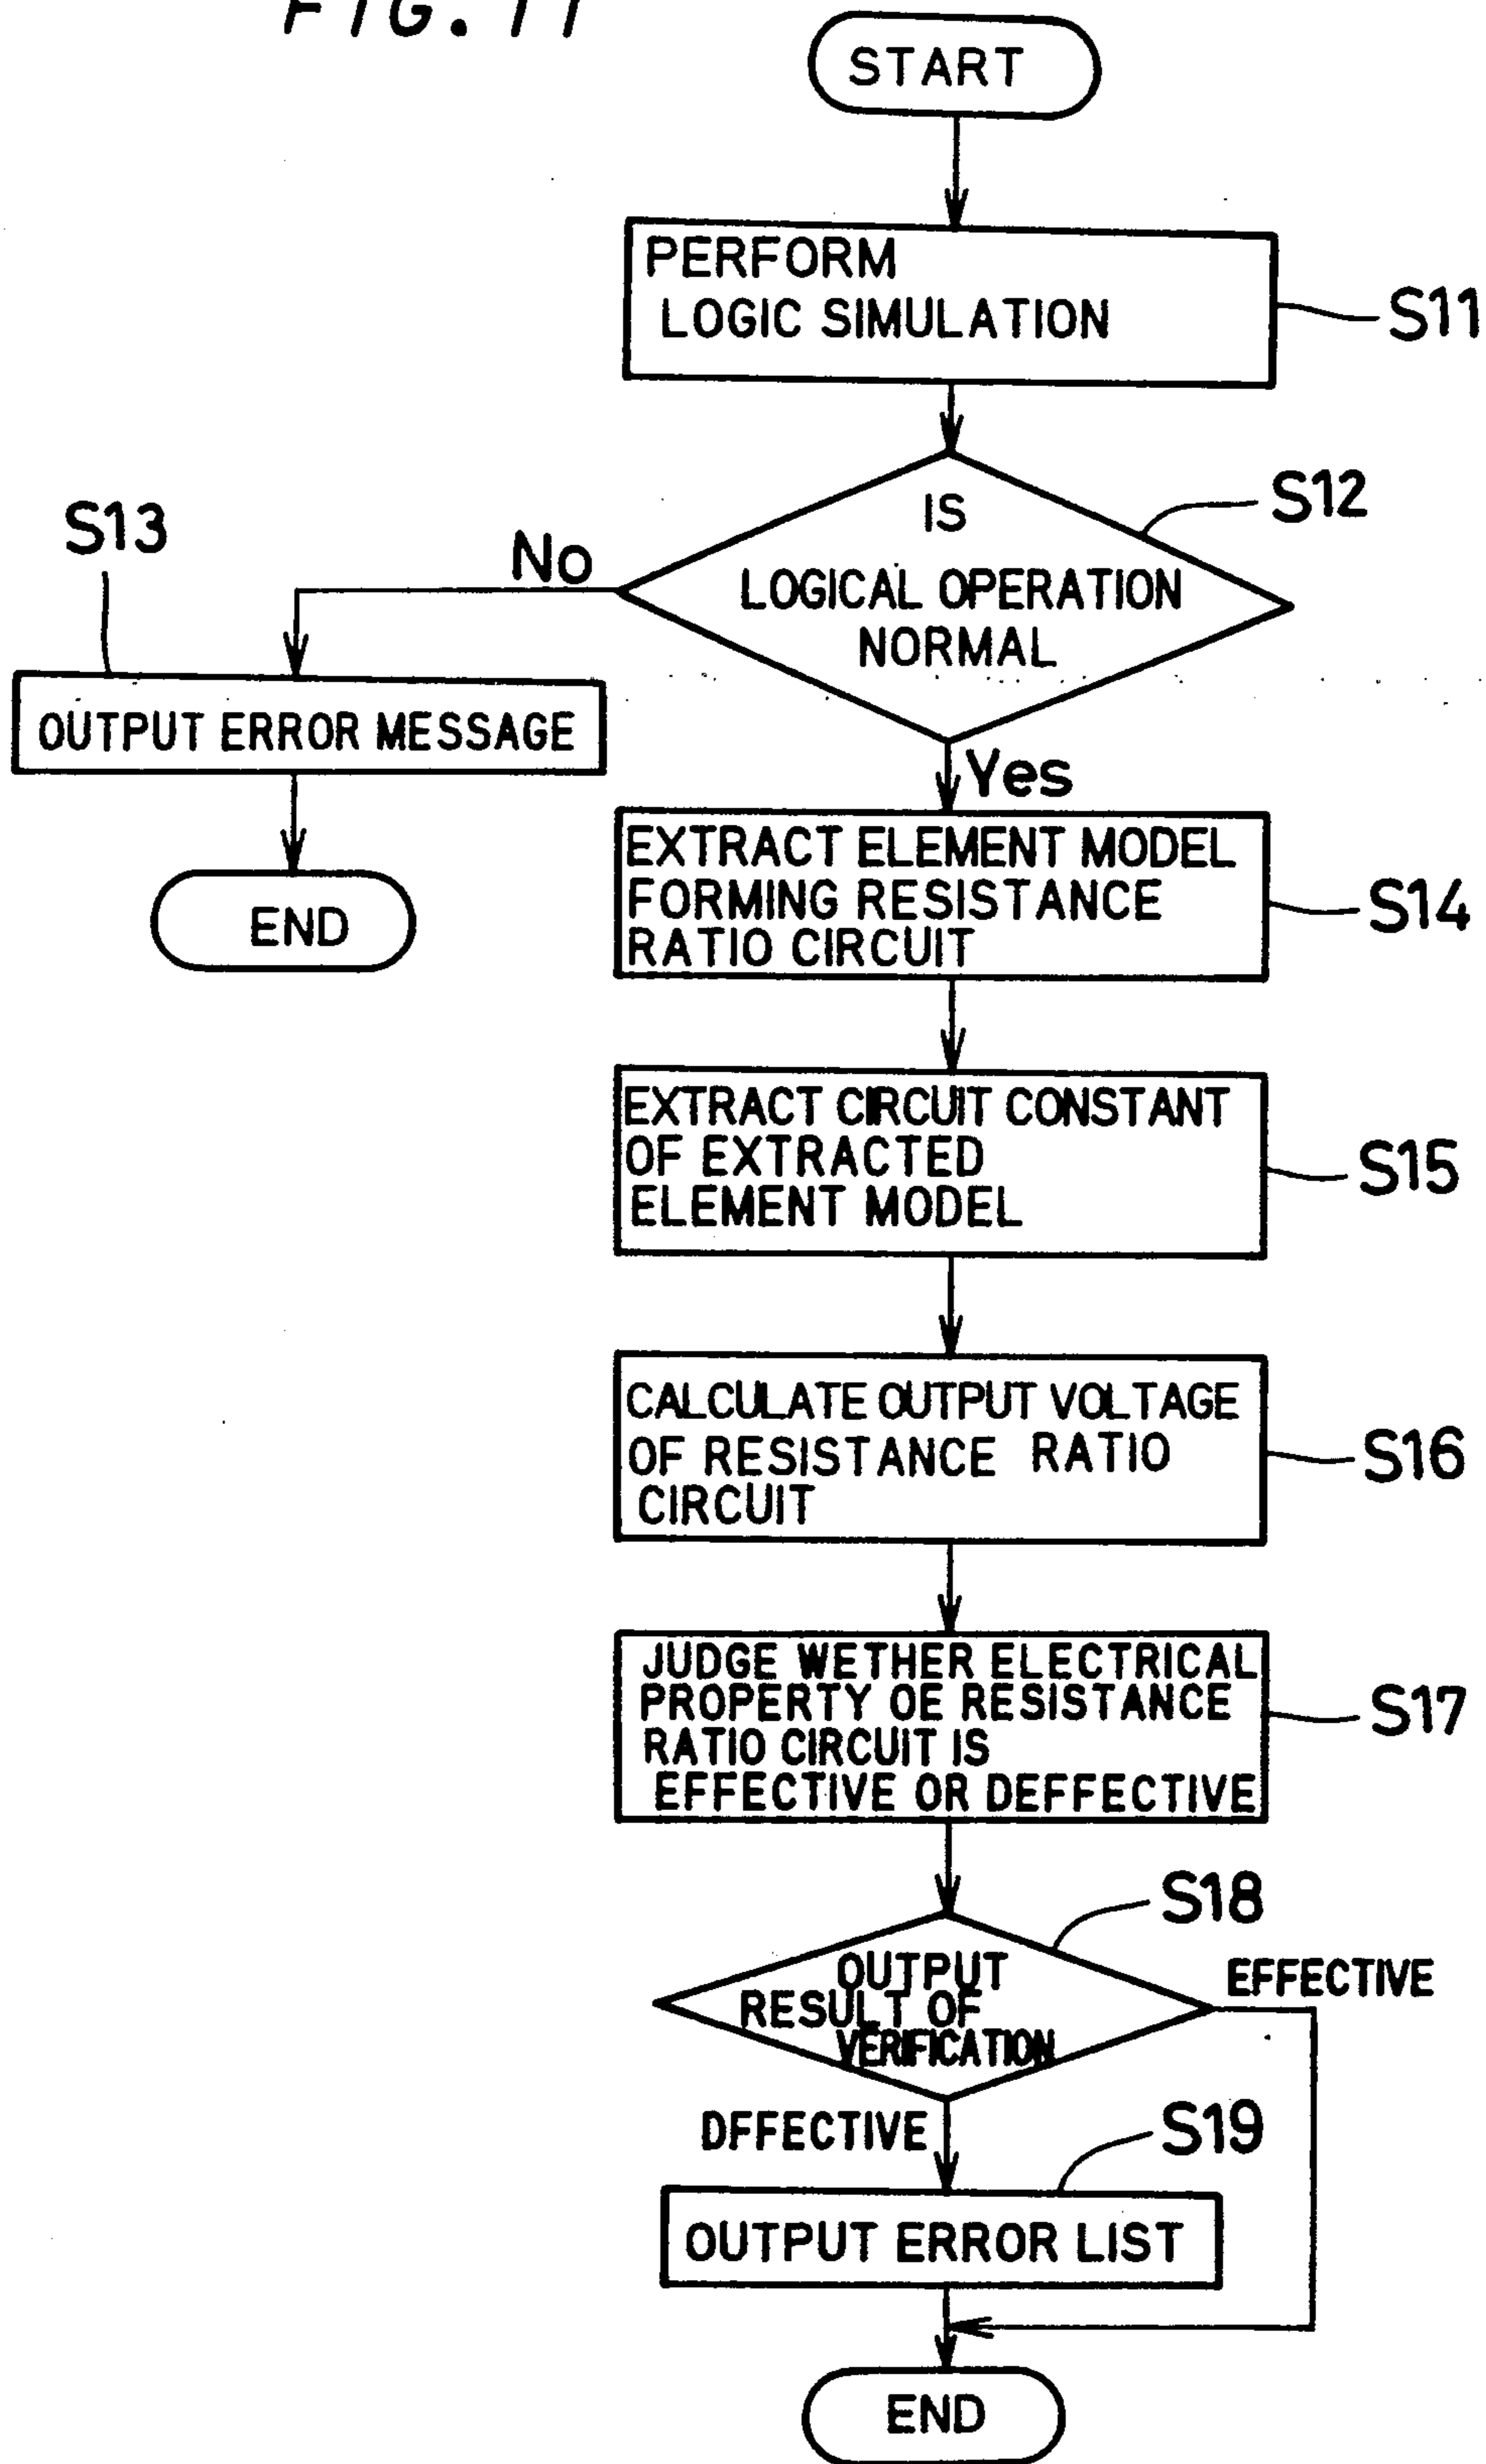 FIG. 11
START
PERFORM
LOGIC SIMULATION
S11
IS
LOGICAL OPERATION
NORMAL
S12
No
S13
OUTPUT ERROR MESSAGE
END
Yes
EXTRACT ELEMENT MODEL
FORMING RESISTANCE
RATIO CIRCUIT
S14
EXTRACT CIRCUIT CONSTANT
OF EXTRACTED
ELEMENT MODEL
S15
CALCULATE OUTPUT VOLTAGE
OF RESISTANCE RATIO
CIRCUIT
S16
JUDGE WETHER ELECTRICAL
PROPERTY OE RESISTANCE
RATIO CIRCUIT IS
EFFECTIVE OR DEFFECTIVE
S17
S18
OUTPUT
RESULT OF
VERIFICATION
EFFECTIVE
DFFECTIVE
S19
OUTPUT ERROR LIST
END